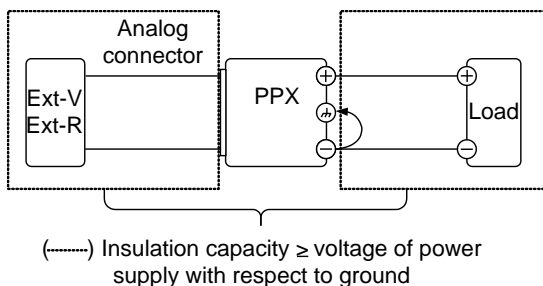 Analog
connector
Ext-V
Ext-R
PPX
Load
+
−
+
−
(┈┈┈) Insulation capacity ≥ voltage of power
supply with respect to ground